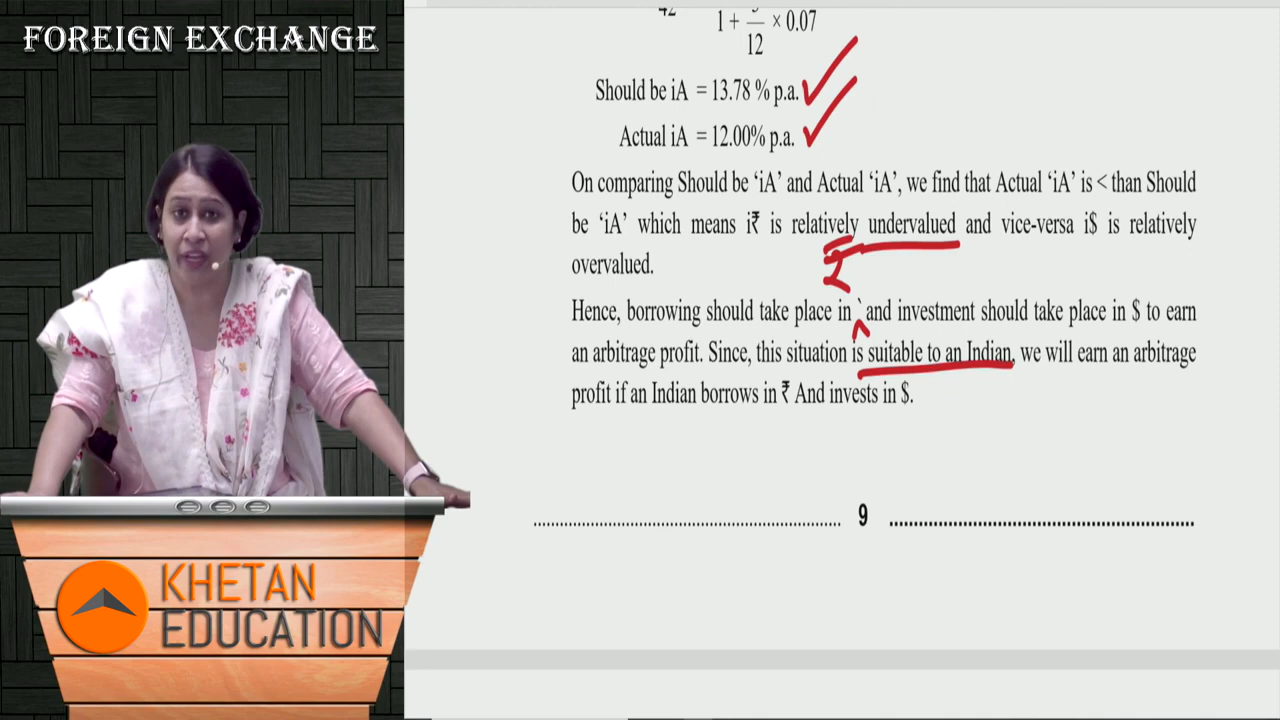 FOREIGN EXCHANGE
1 + — × 0.07
12
Should be iA = 13.78 % p.a.
Actual iA = 12.00% p.a.
On comparing Should be ‘iA’ and Actual ‘iA’, we find that Actual ‘iA’ is < than Should
be ‘iA’ which means i₹ is relatively undervalued and vice-versa i$ is relatively
overvalued.
₹
Hence, borrowing should take place in ` and investment should take place in $ to earn
an arbitrage profit. Since, this situation is suitable to an Indian, we will earn an arbitrage
profit if an Indian borrows in ₹ And invests in $.
9
KHETAN
EDUCATION